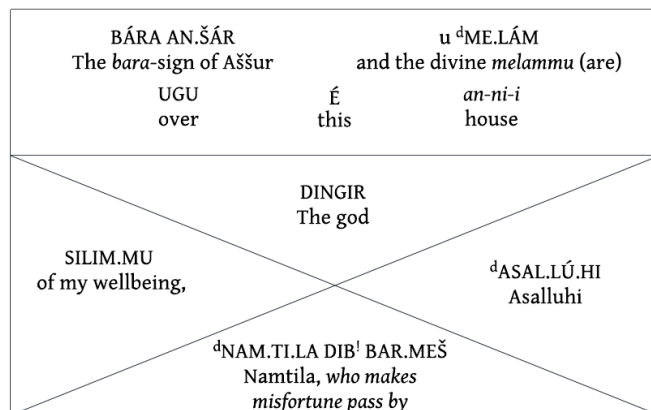 BÁRA AN.ŠÁR u ᵈME.LÁM
The bara-sign of Aššur and the divine melammu (are)
UGU É an-ni-i
over this house
DINGIR
The god
SILIM.MU
of my wellbeing,
ᵈASAL.LÚ.HI
Asalluhi
ᵈNAM.TI.LA DIB! BAR.MEŠ
Namtila, who makes
misfortune pass by